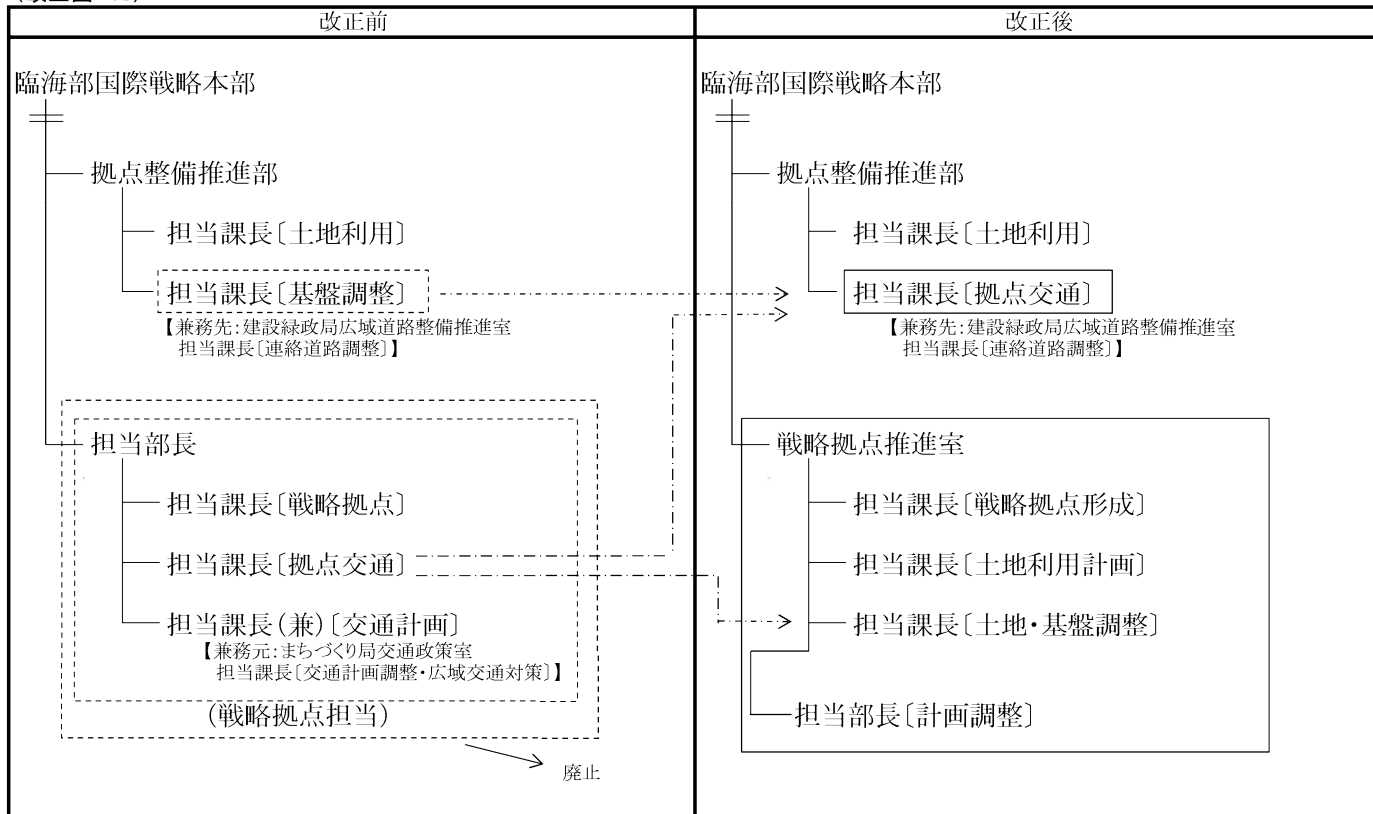 改正前
臨海部国際戦略本部
拠点整備推進部
担当課長〔土地利用〕
担当課長〔基盤調整〕
【兼務先:建設緑政局広域道路整備推進室
担当課長〔連絡道路調整〕】
担当部長
担当課長〔戦略拠点〕
担当課長〔拠点交通〕
担当課長(兼)〔交通計画〕
【兼務元:まちづくり局交通政策室
担当課長〔交通計画調整・広域交通対策〕】
(戦略拠点担当)
廃止
改正後
臨海部国際戦略本部
拠点整備推進部
担当課長〔土地利用〕
担当課長〔拠点交通〕
【兼務先:建設緑政局広域道路整備推進室
担当課長〔連絡道路調整〕】
戦略拠点推進室
担当課長〔戦略拠点形成〕
担当課長〔土地利用計画〕
担当課長〔土地・基盤調整〕
担当部長〔計画調整〕